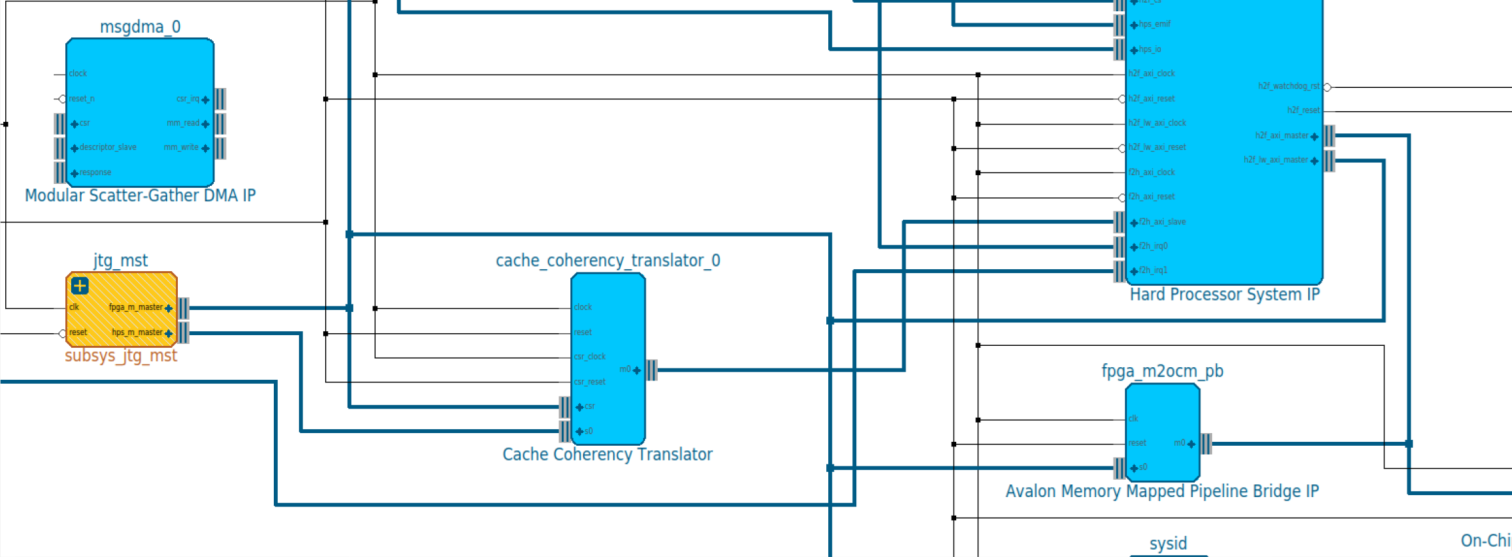 msgdma_0
clock
reset_n
csr
descriptor_slave
response
csr_irq
mm_read
mm_write
Modular Scatter-Gather DMA IP
jtg_mst
clk
reset
fpga_m_master
hps_m_master
subsys_jtg_mst
cache_coherency_translator_0
clock
reset
csr_clock
csr_reset
csr
s0
m0
Cache Coherency Translator
hps_emif
hps_io
h2f_axi_clock
h2f_axi_reset
h2f_lw_axi_clock
h2f_lw_axi_reset
f2h_axi_clock
f2h_axi_reset
f2h_axi_slave
f2h_irq0
f2h_irq1
h2f_watchdog_rst
h2f_reset
h2f_axi_master
h2f_lw_axi_master
Hard Processor System IP
fpga_m2ocm_pb
clk
reset
s0
m0
Avalon Memory Mapped Pipeline Bridge IP
sysid
On-Chi